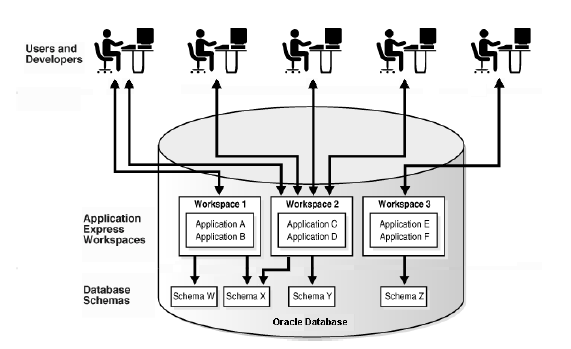 Users and
Developers
Application
Express
Workspaces
Workspace 1
Application A
Application B
Workspace 2
Application C
Application D
Workspace 3
Application E
Application F
Database
Schemas
Schema W
Schema X
Schema Y
Schema Z
Oracle Database